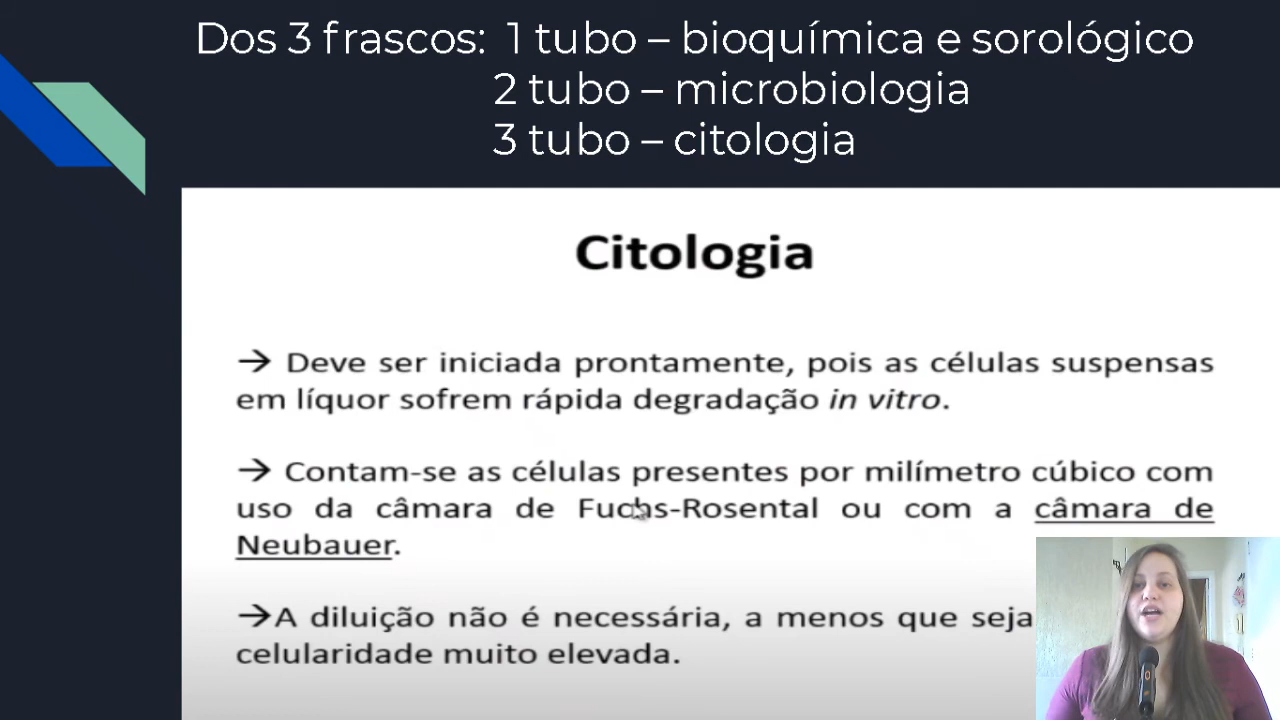 Dos 3 frascos: 1 tubo – bioquímica e sorológico
2 tubo – microbiologia
3 tubo – citologia
Citologia
→ Deve ser iniciada prontamente, pois as células suspensas
em líquor sofrem rápida degradação in vitro.
→ Contam-se as células presentes por milímetro cúbico com
uso da câmara de Fuchs-Rosental ou com a câmara de
Neubauer.
→A diluição não é necessária, a menos que seja
celularidade muito elevada.